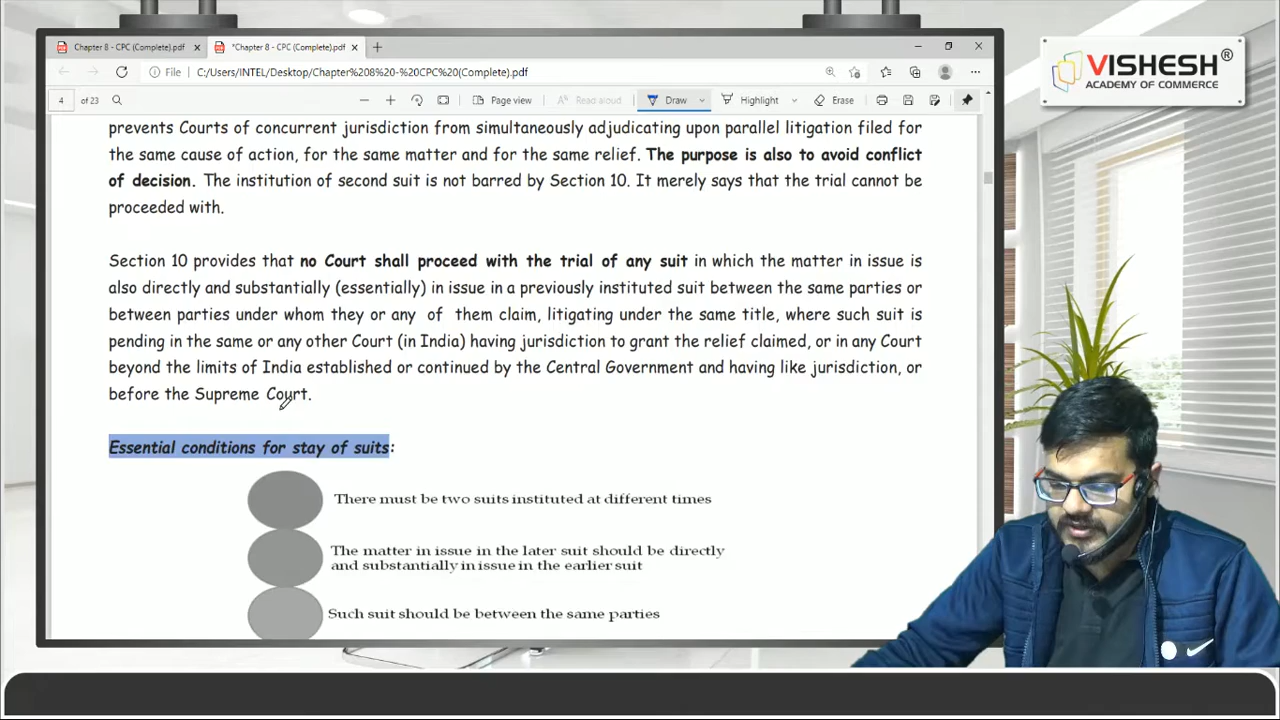 Chapter 8 - CPC (Complete).pdf
*Chapter 8 - CPC (Complete).pdf
File
C:/Users/INTEL/Desktop/Chapter%208%20-%20CPC%20(Complete).pdf
4 of 23
Page view
Read aloud
Draw
Highlight
Erase
VISHESH®
ACADEMY OF COMMERCE
prevents Courts of concurrent jurisdiction from simultaneously adjudicating upon parallel litigation filed for
the same cause of action, for the same matter and for the same relief. The purpose is also to avoid conflict
of decision. The institution of second suit is not barred by Section 10. It merely says that the trial cannot be
proceeded with.
Section 10 provides that no Court shall proceed with the trial of any suit in which the matter in issue is
also directly and substantially (essentially) in issue in a previously instituted suit between the same parties or
between parties under whom they or any of them claim, litigating under the same title, where such suit is
pending in the same or any other Court (in India) having jurisdiction to grant the relief claimed, or in any Court
beyond the limits of India established or continued by the Central Government and having like jurisdiction, or
before the Supreme Court.
Essential conditions for stay of suits:
There must be two suits instituted at different times
The matter in issue in the later suit should be directly
and substantially in issue in the earlier suit
Such suit should be between the same parties